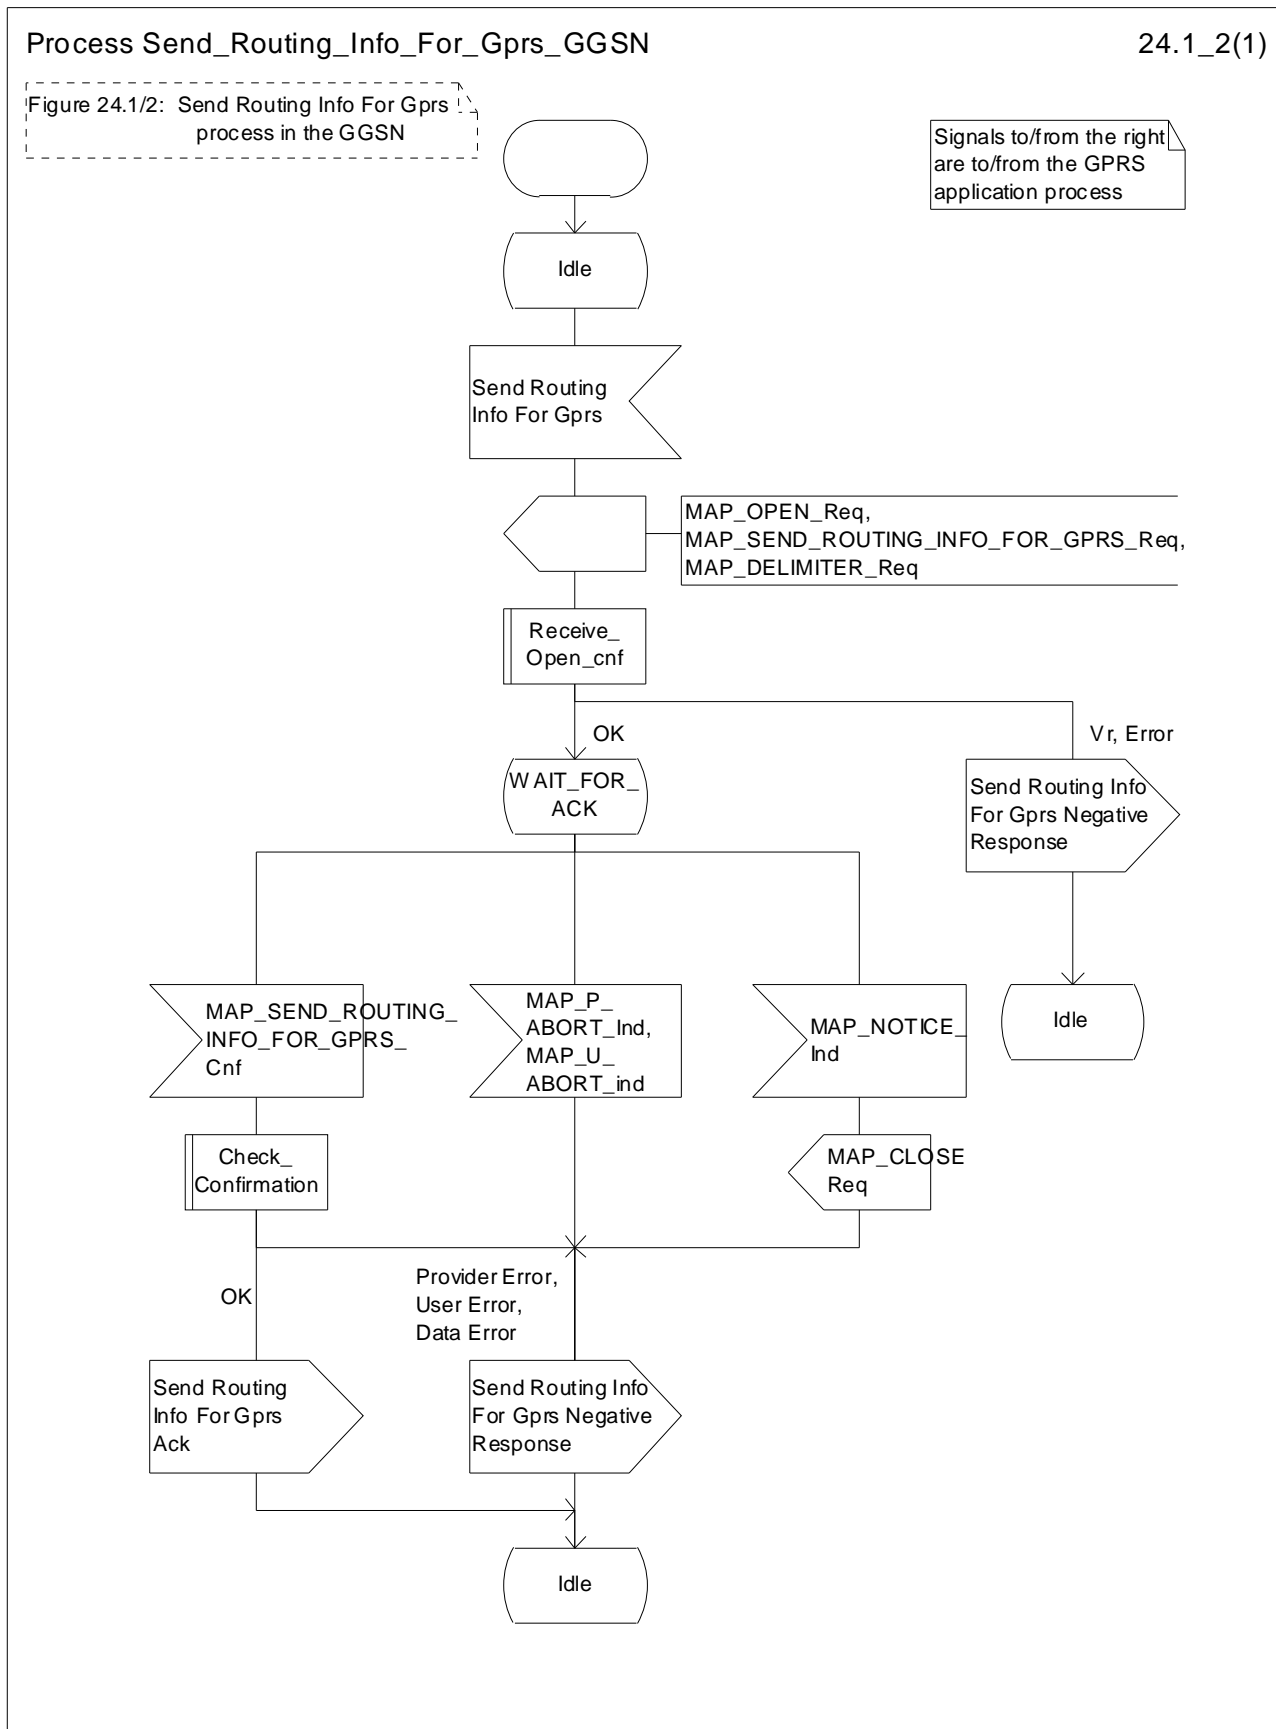 Process Send_Routing_Info_For_Gprs_GGSN
24.1_2(1)
Figure 24.1/2: Send Routing Info For Gprs
process in the GGSN
Signals to/from the right
are to/from the GPRS
application process
Idle
Send Routing
Info For Gprs
MAP_OPEN_Req,
MAP_SEND_ROUTING_INFO_FOR_GPRS_Req,
MAP_DELIMITER_Req
Receive_
Open_cnf
OK
Vr, Error
WAIT_FOR_
ACK
Send Routing Info
For Gprs Negative
Response
MAP_SEND_ROUTING_
INFO_FOR_GPRS_
Cnf
MAP_P_
ABORT_Ind,
MAP_U_
ABORT_ind
MAP_NOTICE_
Ind
Idle
Check_
Confirmation
MAP_CLOSE
Req
OK
Provider Error,
User Error,
Data Error
Send Routing
Info For Gprs
Ack
Send Routing Info
For Gprs Negative
Response
Idle